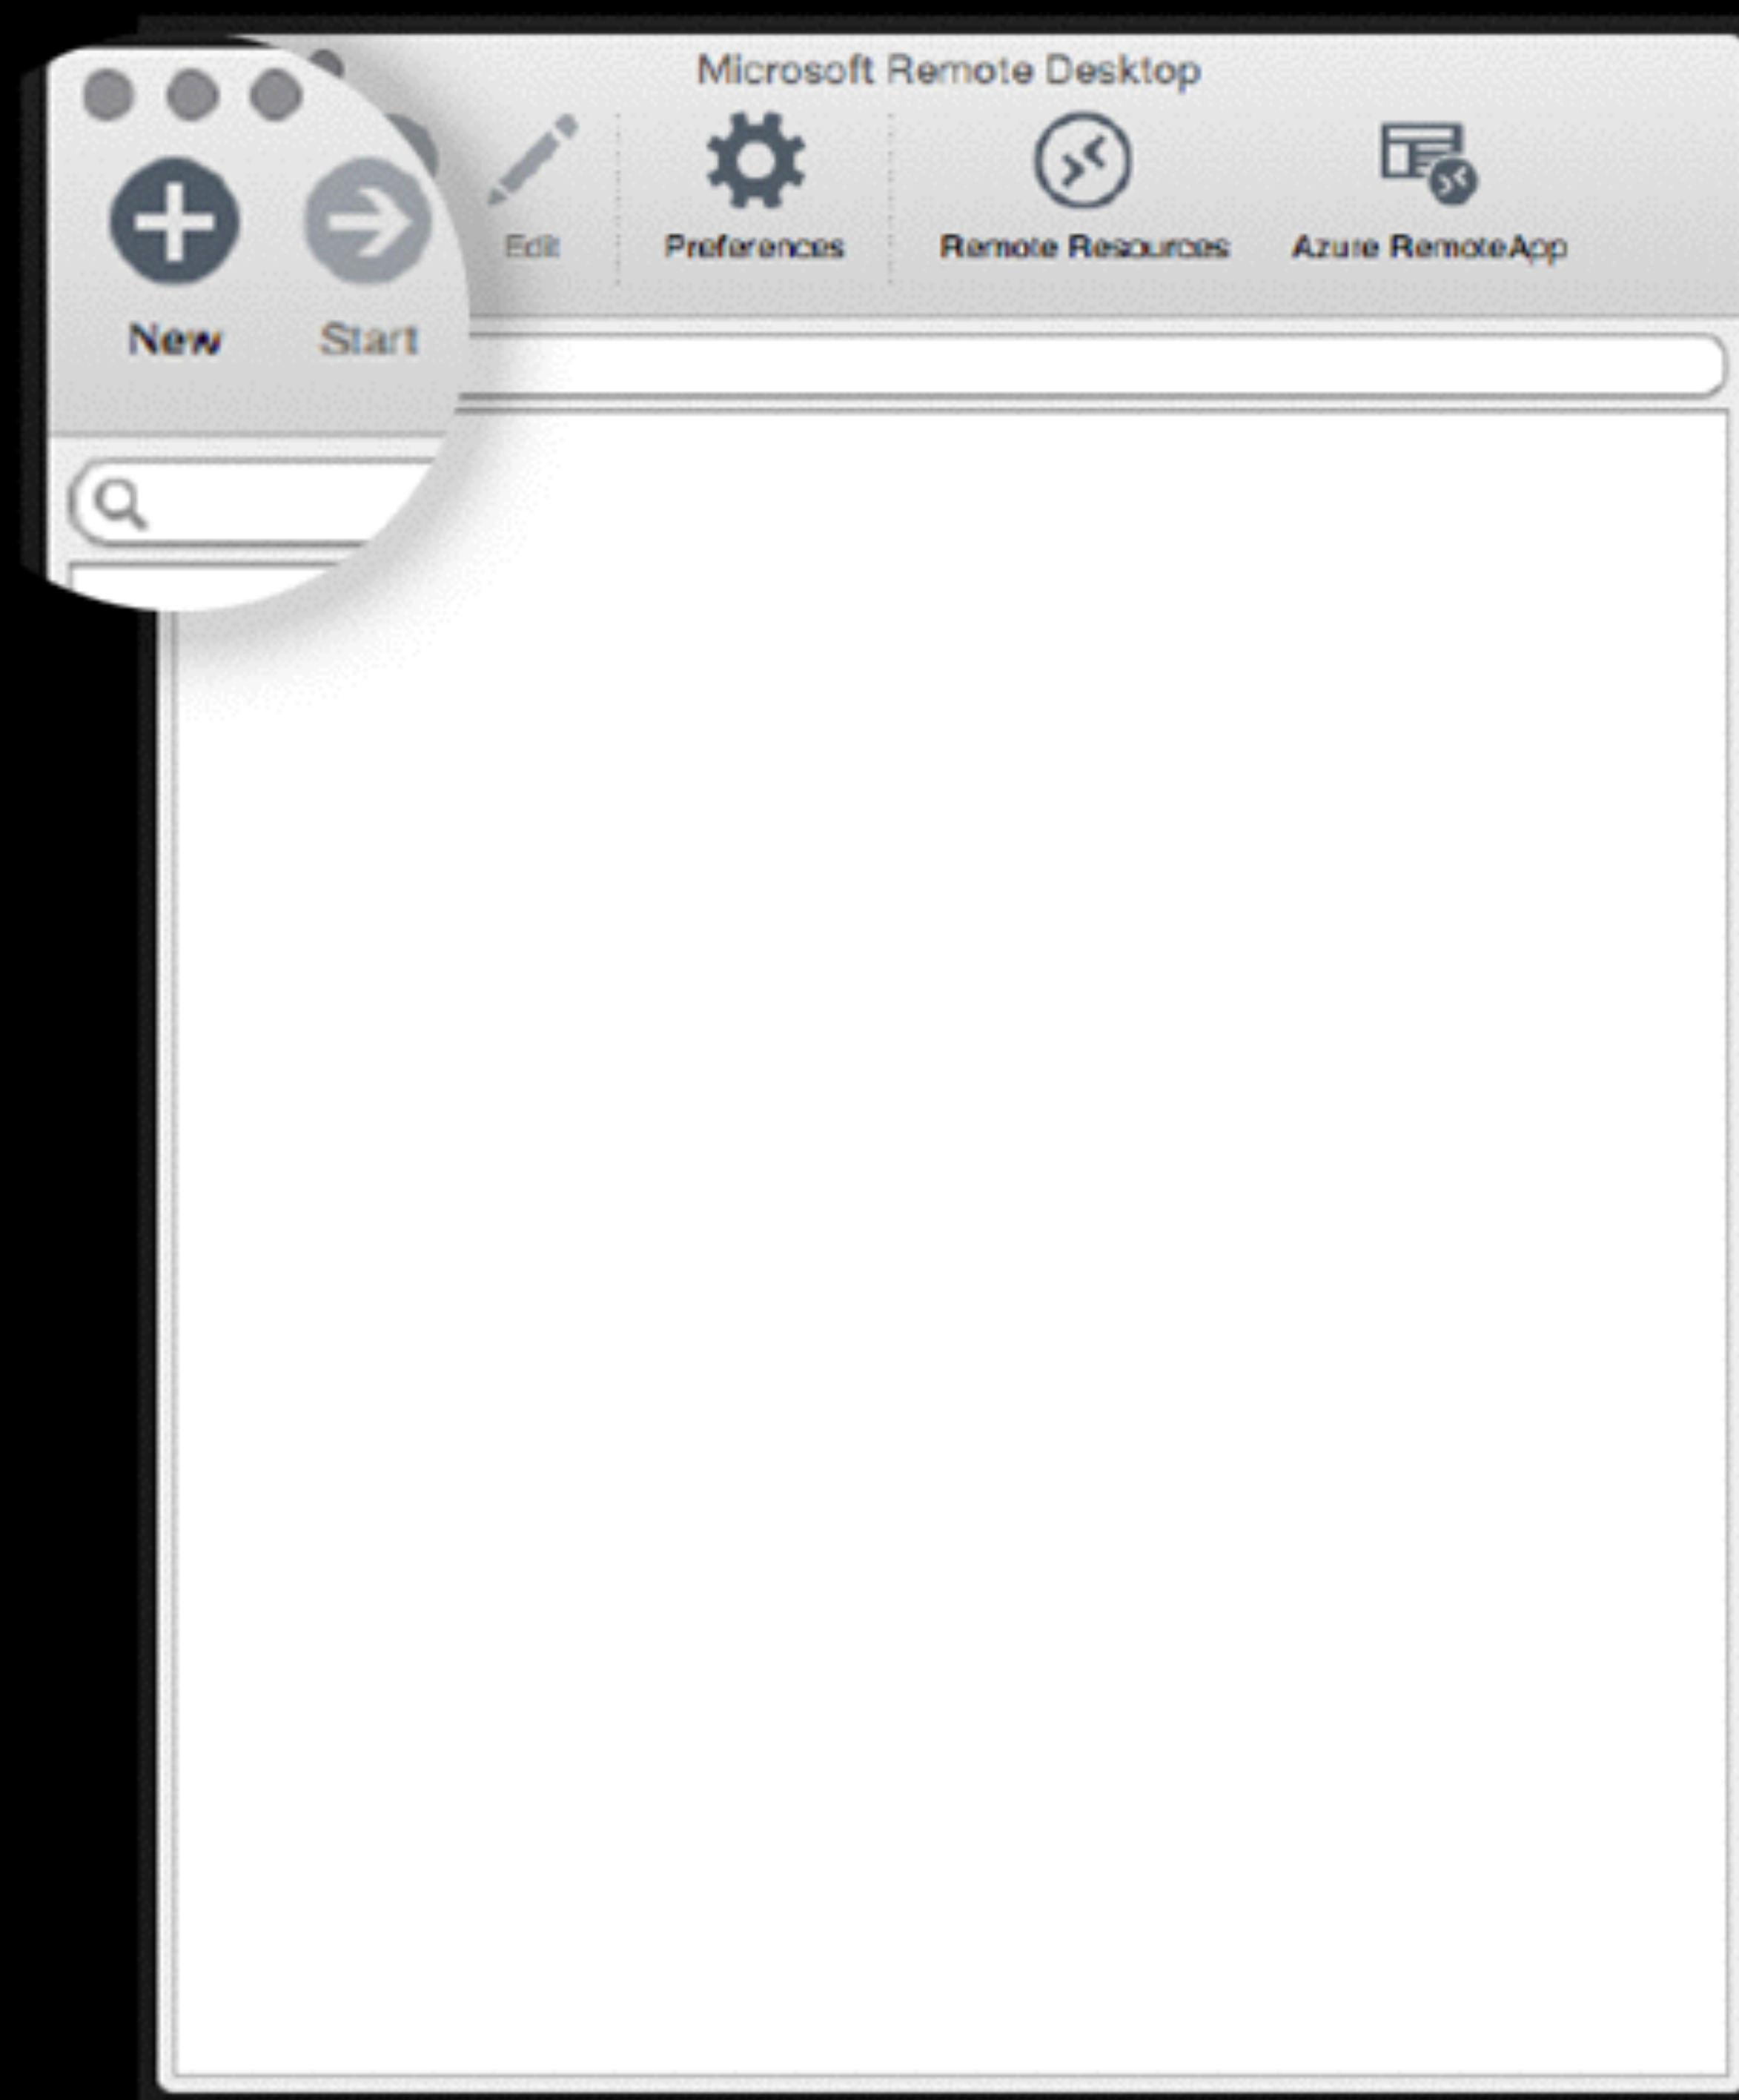 Microsoft Remote Desktop
New
Start
Edit
Preferences
Remote Resources
Azure RemoteApp